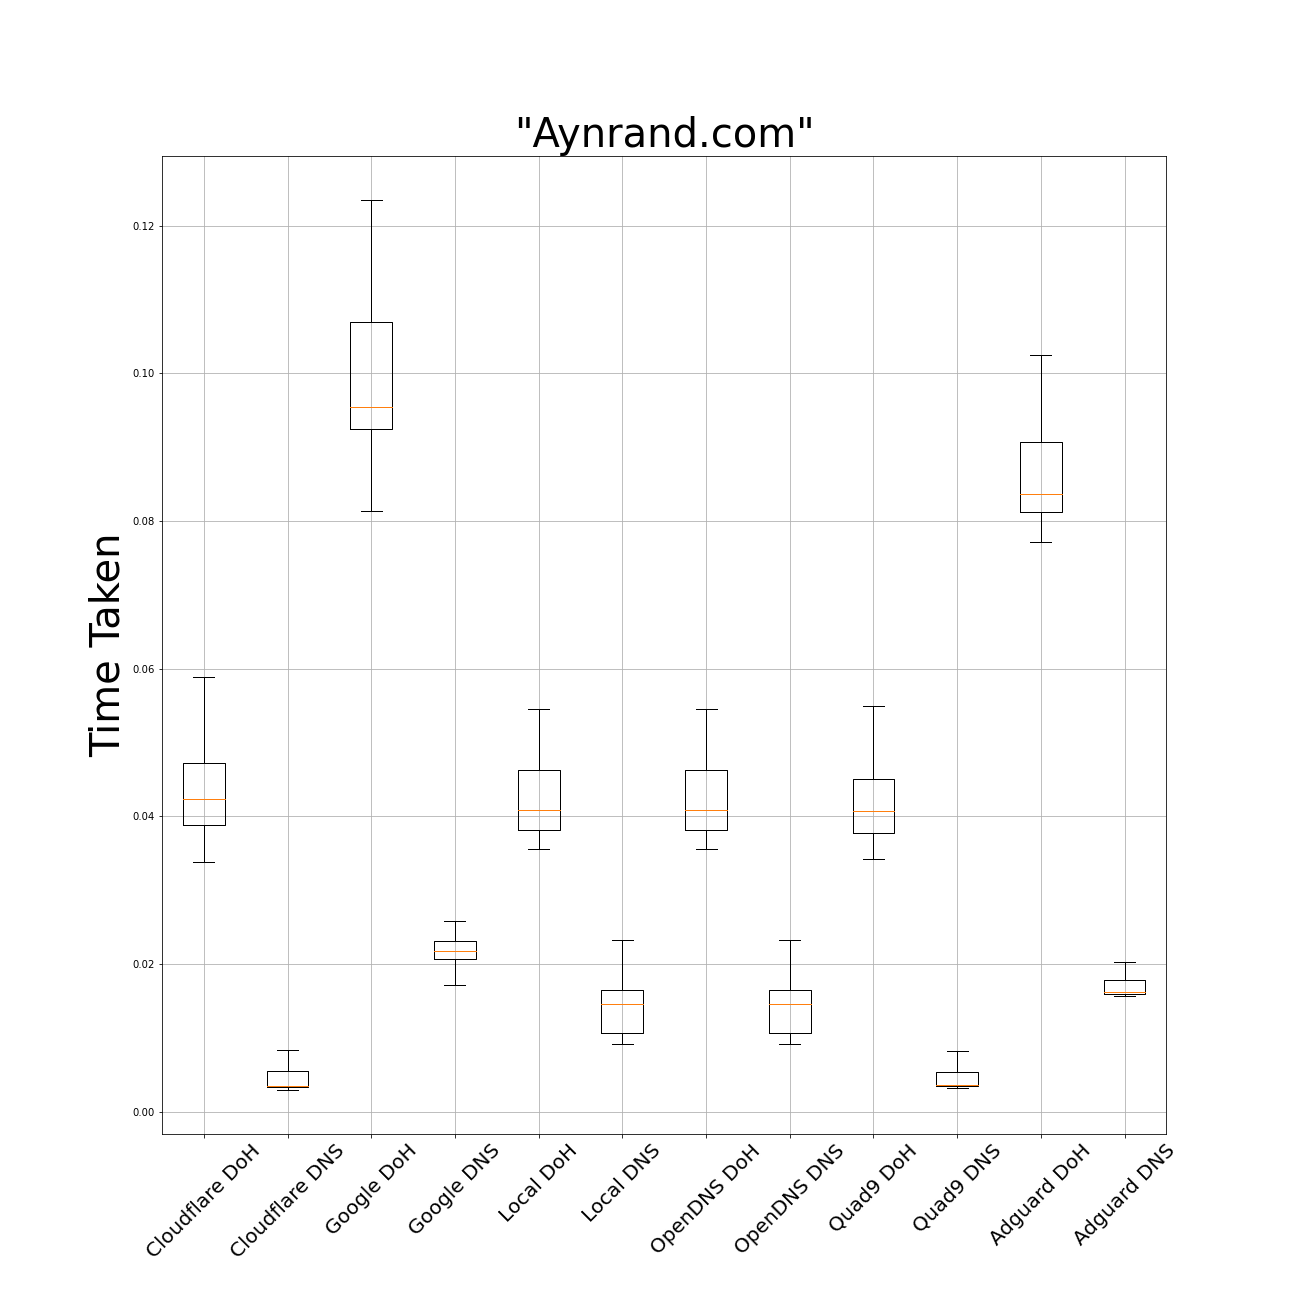 "Aynrand.com"
Time Taken
0.12
0.10
0.08
0.06
0.04
0.02
0.00
Cloudflare DoH
Cloudflare DNS
Google DoH
Google DNS
Local DoH
Local DNS
OpenDNS DoH
OpenDNS DNS
Quad9 DoH
Quad9 DNS
Adguard DoH
Adguard DNS